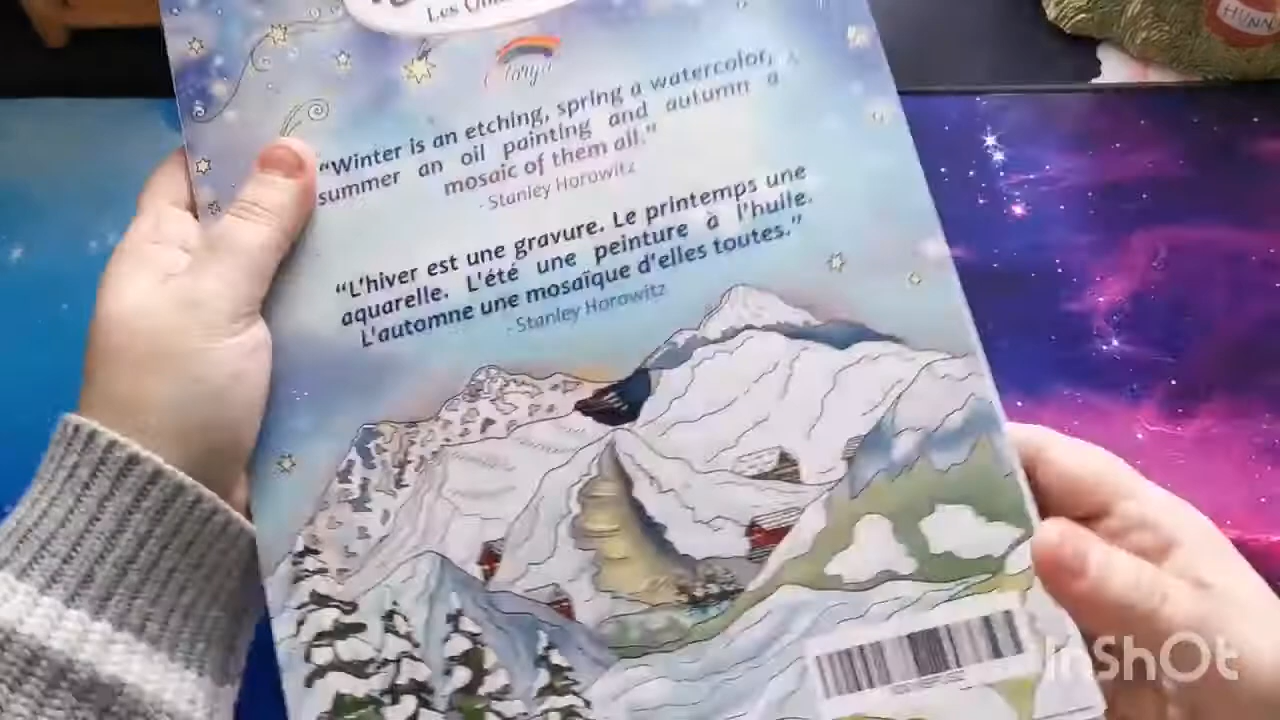 Les
"Winter is an etching, spring a watercolor,
summer an oil painting and autumn a
mosaic of them all."
- Stanley Horowitz
"L'hiver est une gravure. Le printemps une
aquarelle. L'été une peinture à l'huile.
L'automne une mosaïque d'elles toutes."
- Stanley Horowitz
HUNN
InShOt